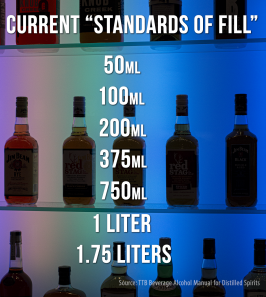 CURRENT “STANDARDS OF FILL”
50ML
100ML
200ML
375ML
750ML
1 LITER
1.75 LITERS
Source: TTB Beverage Alcohol Manual for Distilled Spirits